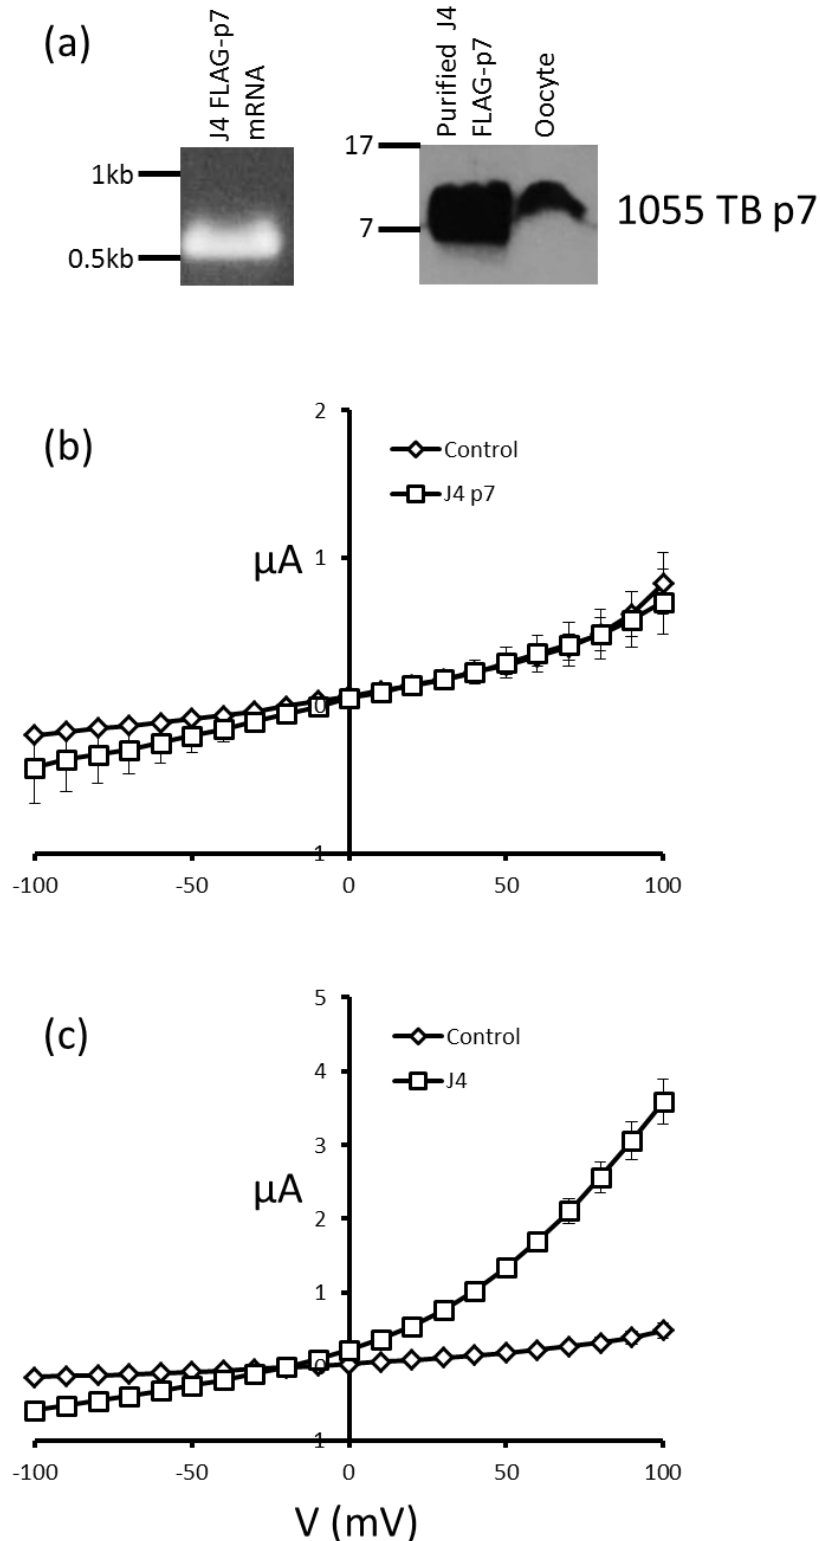 (a)
J4 FLAG-p7
mRNA
1kb
0.5kb
Purified J4
FLAG-p7
Oocyte
17
7
1055 TB p7
(b)
2
1
0
1
μA
Control
J4 p7
-100
-50
0
50
100
(c)
5
4
3
2
1
0
1
μA
Control
J4
-100
-50
0
50
100
V (mV)